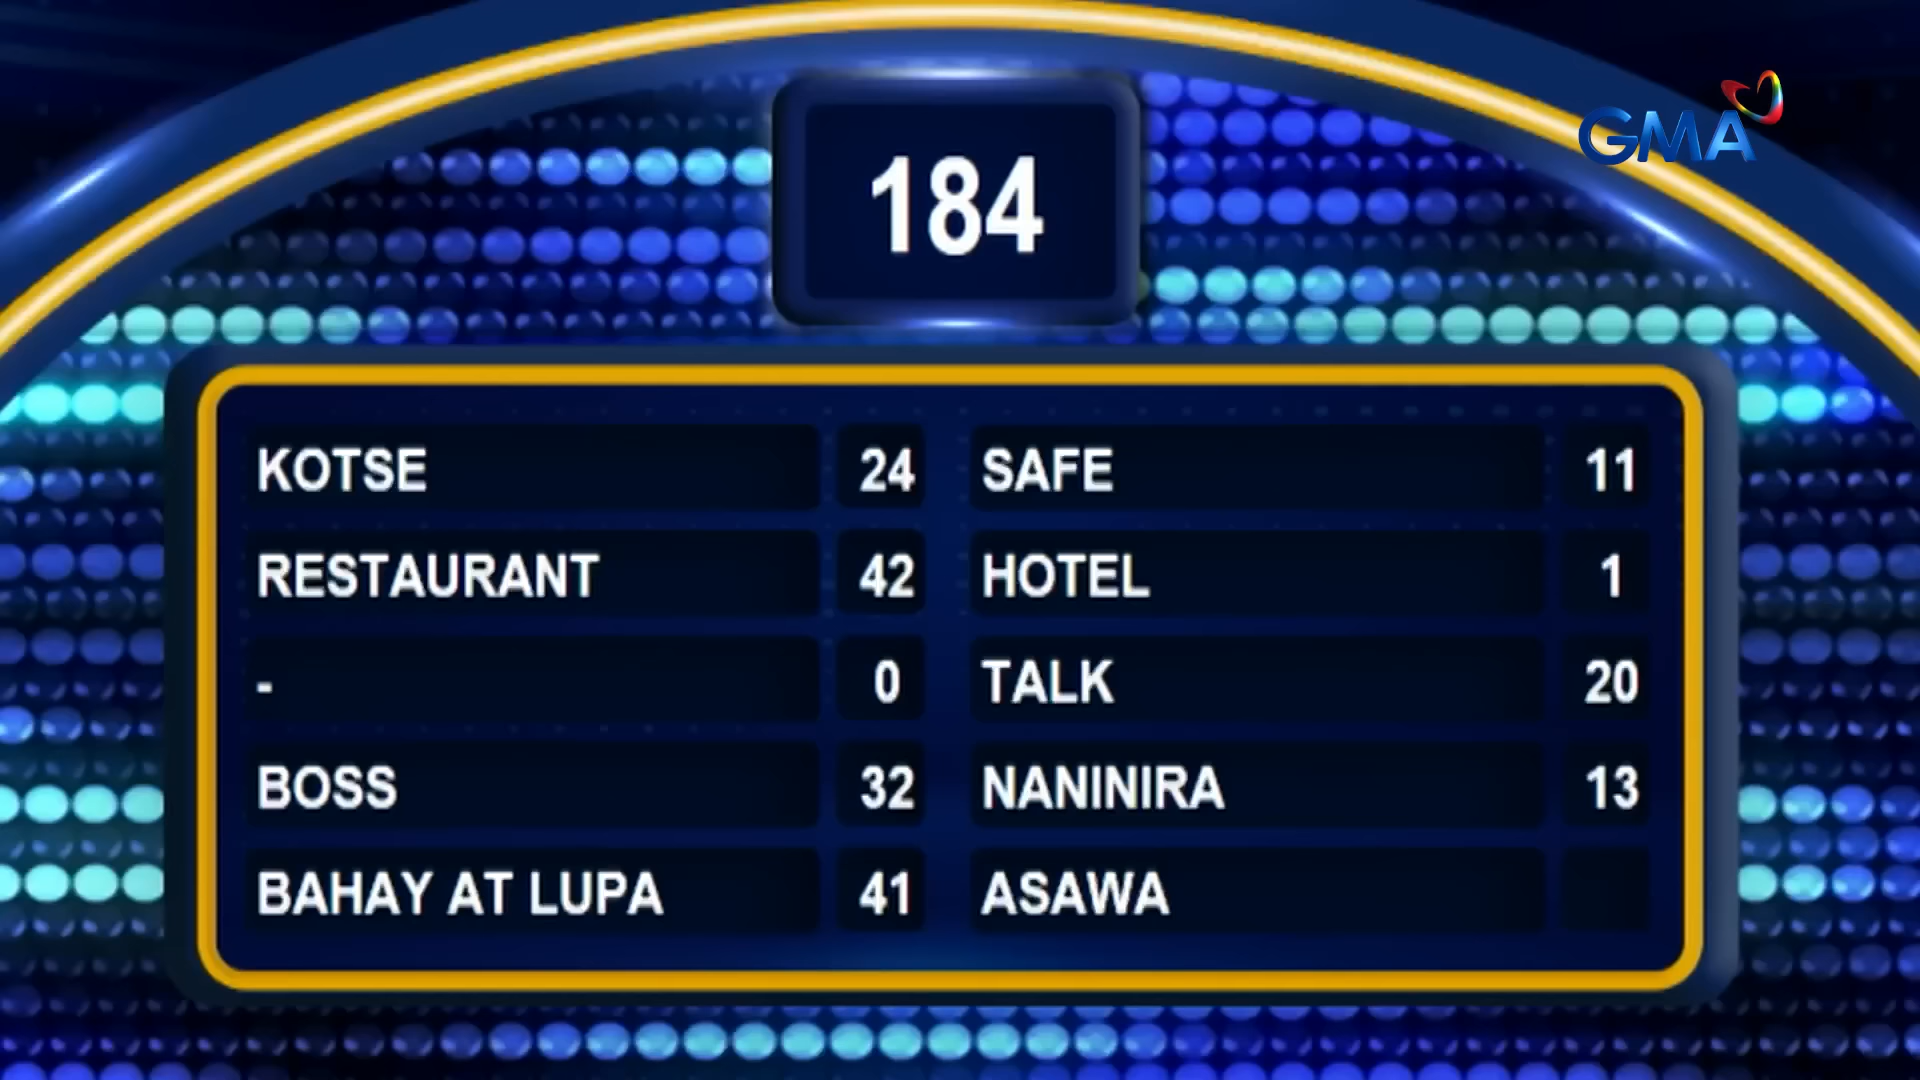 GMA
184
KOTSE 24 SAFE 11
RESTAURANT 42 HOTEL 1
- 0 TALK 20
BOSS 32 NANINIRA 13
BAHAY AT LUPA 41 ASAWA